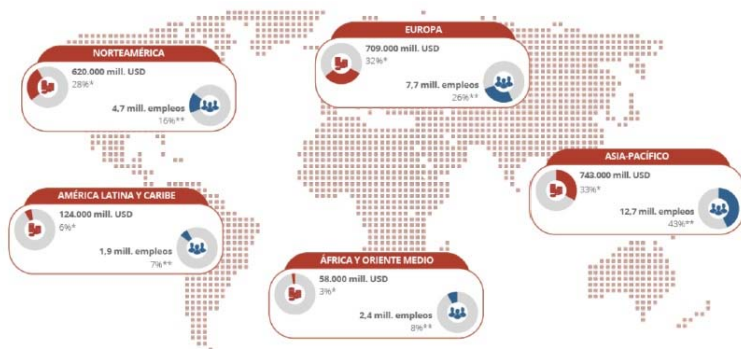 NORTEAMÉRICA
620.000 mill. USD
28%*
4,7 mill. empleos
16%**
EUROPA
709.000 mill. USD
32%*
7,7 mill. empleos
26%**
ASIA-PACÍFICO
743.000 mill. USD
33%*
12,7 mill. empleos
43%**
AMÉRICA LATINA Y CARIBE
124.000 mill. USD
6%*
1,9 mill. empleos
7%**
ÁFRICA Y ORIENTE MEDIO
58.000 mill. USD
3%*
2,4 mill. empleos
8%**